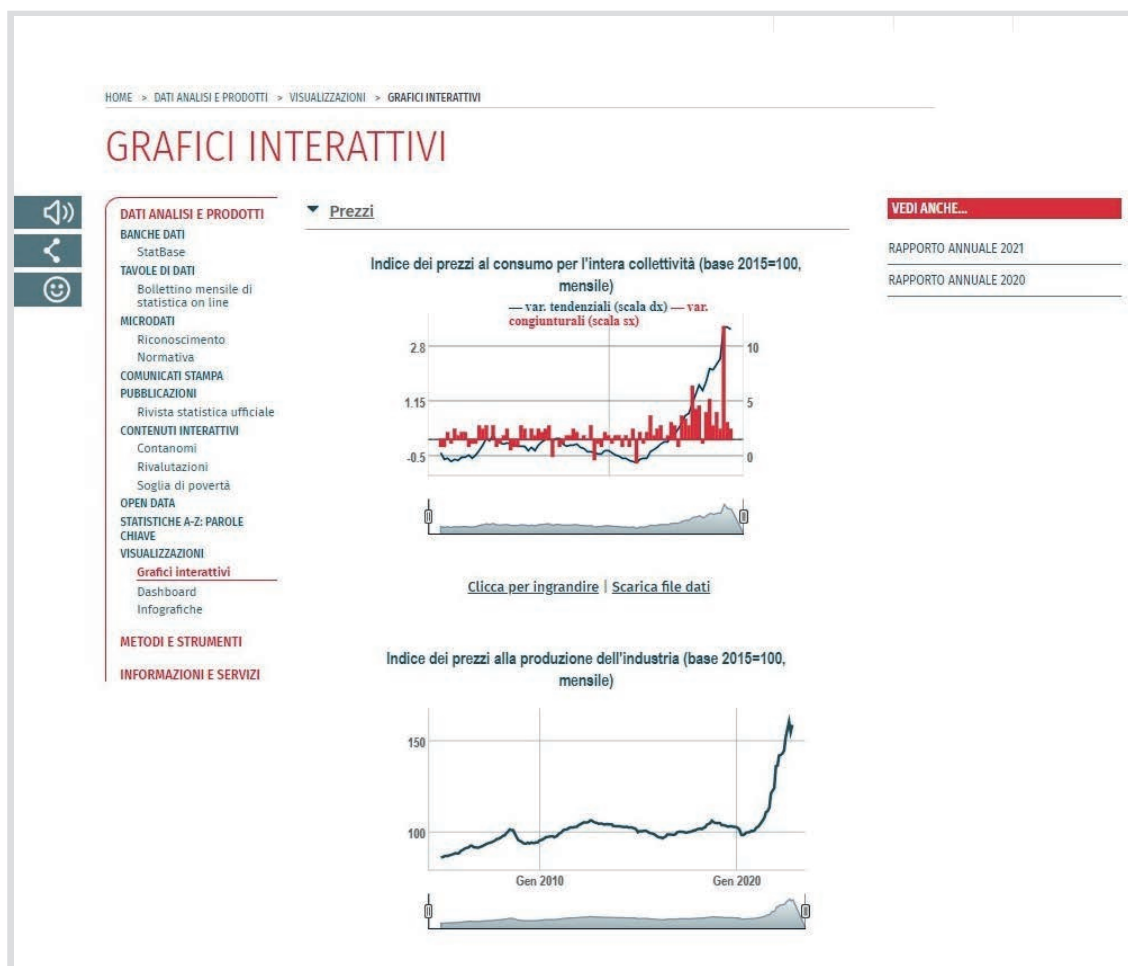 HOME > DATI ANALISI E PRODOTTI > VISUALIZZAZIONI > GRAFICI INTERATTIVI
GRAFICI INTERATTIVI
DATI ANALISI E PRODOTTI
BANCHE DATI
StatBase
TAVOLE DI DATI
Bollettino mensile di
statistica on line
MICRODATI
Riconoscimento
Normativa
COMUNICATI STAMPA
PUBBLICAZIONI
Rivista statistica ufficiale
CONTENUTI INTERATTIVI
Contanomi
Rivalutazioni
Soglia di povertà
OPEN DATA
STATISTICHE A-Z: PAROLE
CHIAVE
VISUALIZZAZIONI
Grafici interattivi
Dashboard
Infografiche
METODI E STRUMENTI
INFORMAZIONI E SERVIZI
Prezzi
Indice dei prezzi al consumo per l'intera collettività (base 2015=100,
mensile)
— var. tendenziali (scala dx) — var.
congiunturali (scala sx)
2.8 10
1.15 5
-0.5 0
Clicca per ingrandire | Scarica file dati
Indice dei prezzi alla produzione dell'industria (base 2015=100,
mensile)
150
100
Gen 2010 Gen 2020
VEDI ANCHE...
RAPPORTO ANNUALE 2021
RAPPORTO ANNUALE 2020